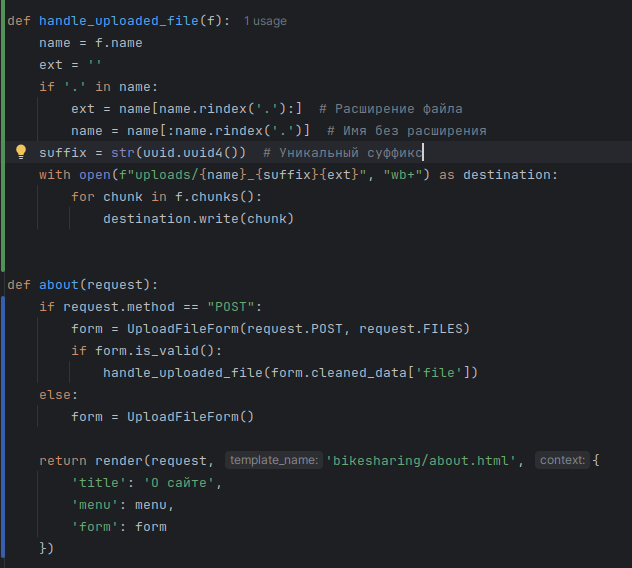 def handle_uploaded_file(f): 1 usage
    name = f.name
    ext = ''
    if '.' in name:
        ext = name[name.rindex('.'):]  # Расширение файла
        name = name[:name.rindex('.')]  # Имя без расширения
    suffix = str(uuid.uuid4())  # Уникальный суффикс
    with open(f"uploads/{name}_{suffix}{ext}", "wb+") as destination:
        for chunk in f.chunks():
            destination.write(chunk)
def about(request):
    if request.method == "POST":
        form = UploadFileForm(request.POST, request.FILES)
        if form.is_valid():
            handle_uploaded_file(form.cleaned_data['file'])
    else:
        form = UploadFileForm()
    return render(request, template_name: 'bikesharing/about.html', context: {
        'title': 'О сайте',
        'menu': menu,
        'form': form
    })